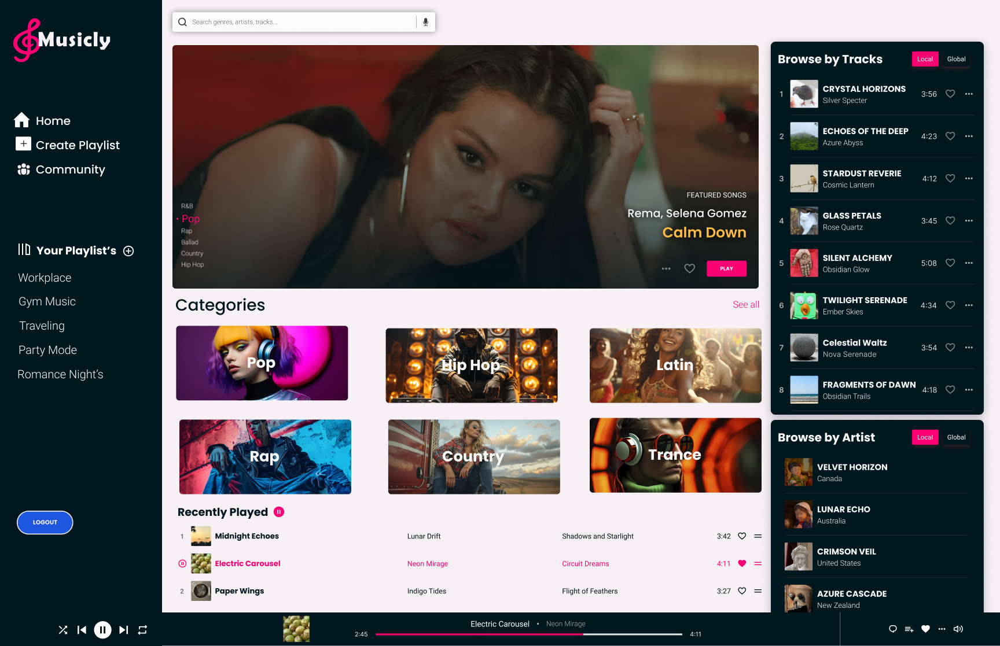 Musicly
Home
Create Playlist
Community
Your Playlist's
Workplace
Gym Music
Traveling
Party Mode
Romance Night's
LOGOUT
Search genres, artists, tracks...
R&B
• Pop
Rap
Ballad
Country
Hip Hop
FEATURED SONGS
Rema, Selena Gomez
Calm Down
PLAY
Categories
See all
Pop
Hip Hop
Latin
Rap
Country
Trance
Recently Played
1 Midnight Echoes Lunar Drift Shadows and Starlight 3:42
Electric Carousel Neon Mirage Circuit Dreams 4:11
2 Paper Wings Indigo Tides Flight of Feathers 3:27
Browse by Tracks Local Global
1 CRYSTAL HORIZONS 3:56
Silver Specter
2 ECHOES OF THE DEEP 4:23
Azure Abyss
3 STARDUST REVERIE 4:12
Cosmic Lantern
4 GLASS PETALS 3:45
Rose Quartz
5 SILENT ALCHEMY 5:08
Obsidian Glow
6 TWILIGHT SERENADE 4:34
Ember Skies
7 Celestial Waltz 3:54
Nova Serenade
8 FRAGMENTS OF DAWN 4:18
Obsidian Trails
Browse by Artist Local Global
VELVET HORIZON
Canada
LUNAR ECHO
Australia
CRIMSON VEIL
United States
AZURE CASCADE
New Zealand
Electric Carousel • Neon Mirage
2:45 4:11